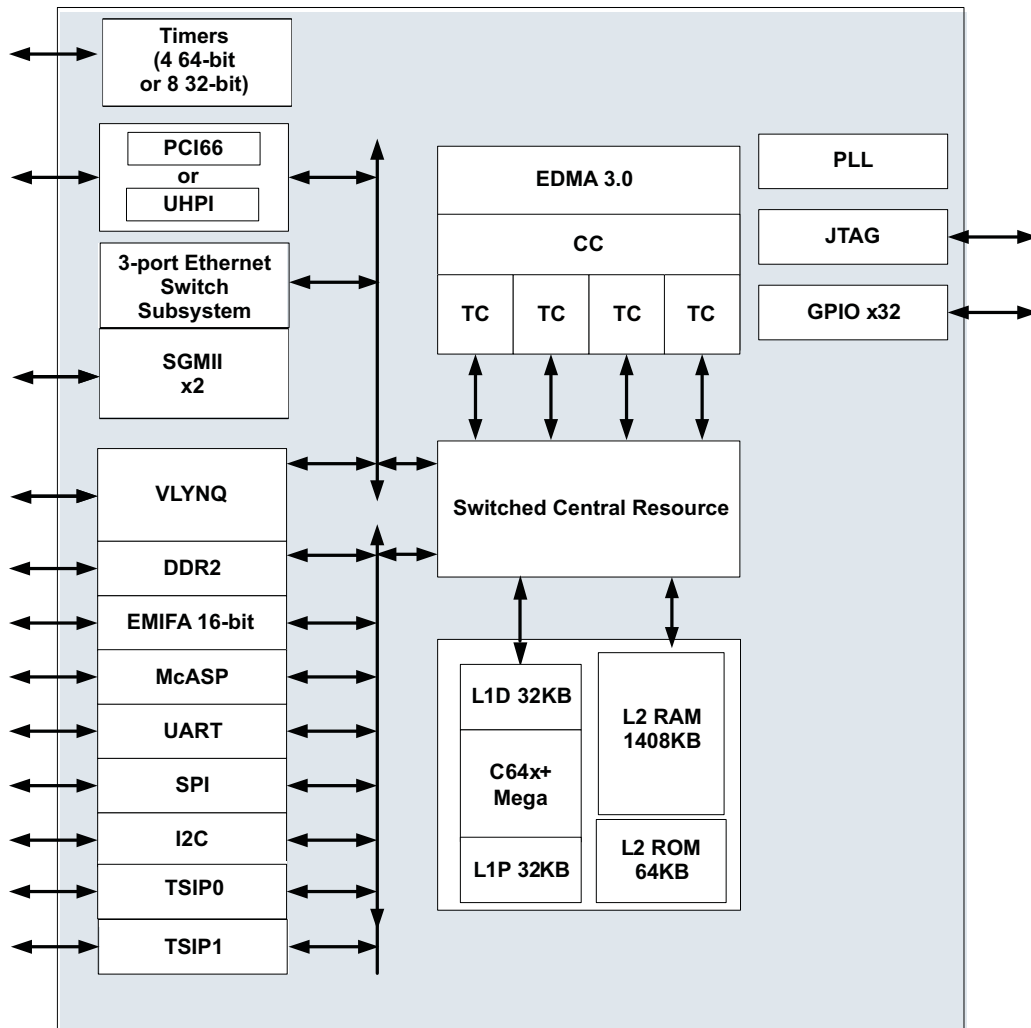 Timers
(4 64-bit
or 8 32-bit)
PCI66
or
UHPI
3-port Ethernet
Switch
Subsystem
SGMII
x2
VLYNQ
DDR2
EMIFA 16-bit
McASP
UART
SPI
I2C
TSIP0
TSIP1
EDMA 3.0
CC
TC
TC
TC
TC
Switched Central Resource
L1D 32KB
C64x+
Mega
L1P 32KB
L2 RAM
1408KB
L2 ROM
64KB
PLL
JTAG
GPIO x32